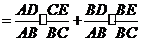 = AD/AB □ CE/BC + BD/AB □ BE/BC